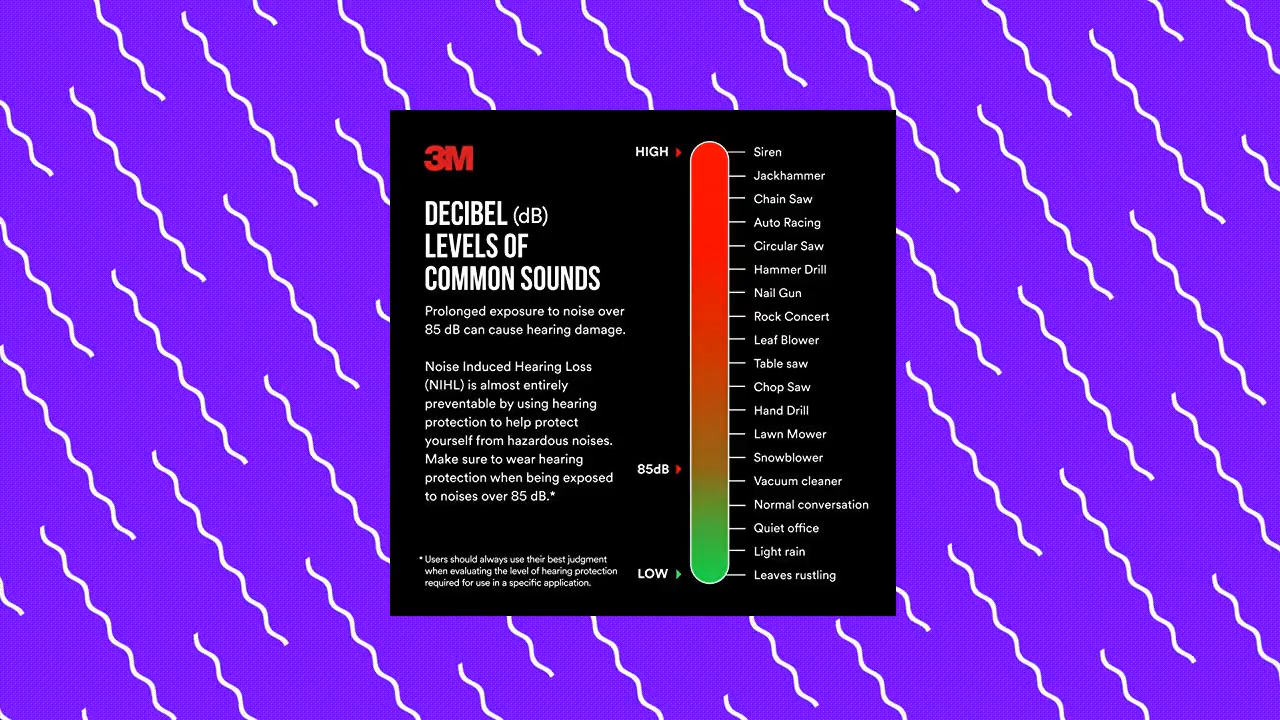 3M
DECIBEL (dB)
LEVELS OF
COMMON SOUNDS
Prolonged exposure to noise over
85 dB can cause hearing damage.
Noise Induced Hearing Loss
(NIHL) is almost entirely
preventable by using hearing
protection to help protect
yourself from hazardous noises.
Make sure to wear hearing
protection when being exposed
to noises over 85 dB.*
* Users should always use their best judgment
when evaluating the level of hearing protection
required for use in a specific application.
HIGH
85dB
LOW
Siren
Jackhammer
Chain Saw
Auto Racing
Circular Saw
Hammer Drill
Nail Gun
Rock Concert
Leaf Blower
Table saw
Chop Saw
Hand Drill
Lawn Mower
Snowblower
Vacuum cleaner
Normal conversation
Quiet office
Light rain
Leaves rustling